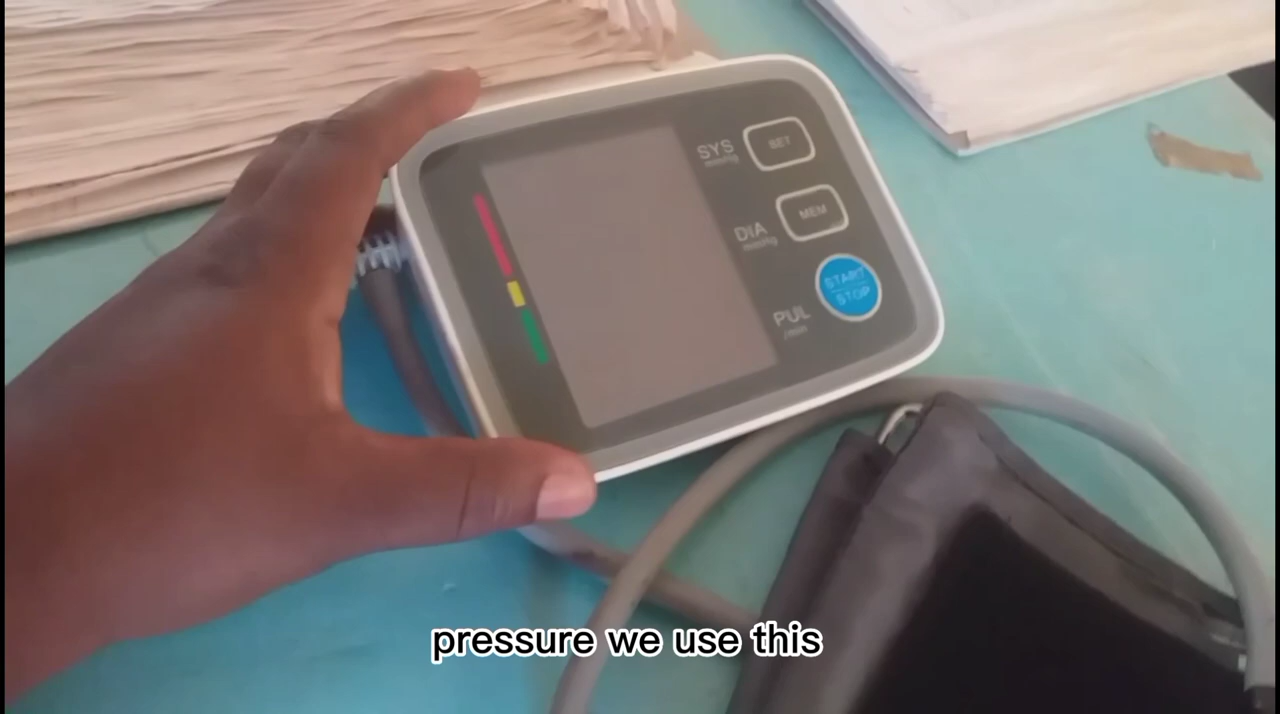 SYS
mmHg
SET
DIA
mmHg
MEM
PUL
/min
START
STOP
pressure we use this